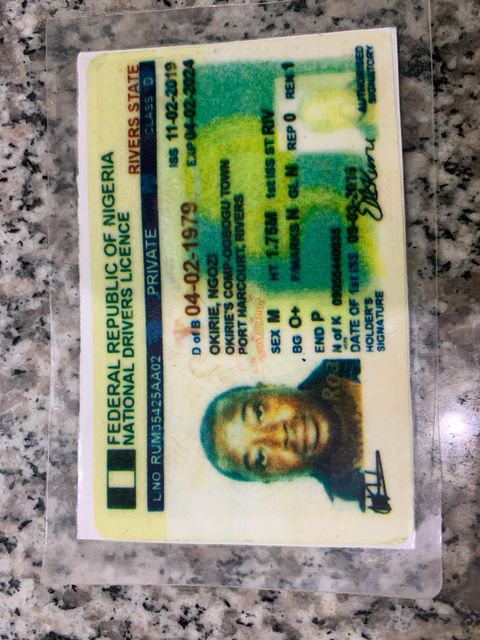 FEDERAL REPUBLIC OF NIGERIA
NATIONAL DRIVERS LICENCE
RIVERS STATE
L/NO RUM35425AA02 PRIVATE CLASS D
ISS 11-02-2019
D of B 04-02-1979 EXP 04-02-2024
OKIRIE, NGOZI
OKIRIE'S COMP-OGBOGU TOWN
PORT HARCOURT, RIVERS
SEX M HT 1.75M 1st ISS ST RIV
BG O+ F/MARKS N GL N REP 0 REN 1
END P
N of K 09055440035
DATE OF 1st ISS 09-03-2016
HOLDER'S
SIGNATURE
AUTHORISED
SIGNATORY